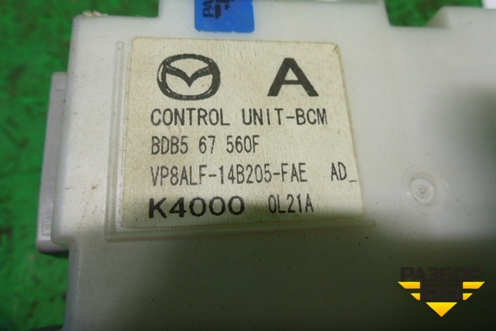 A
CONTROL UNIT-BCM
BDB5 67 560F
VP8ALF-14B205-FAE AD_
K4000 0L21A